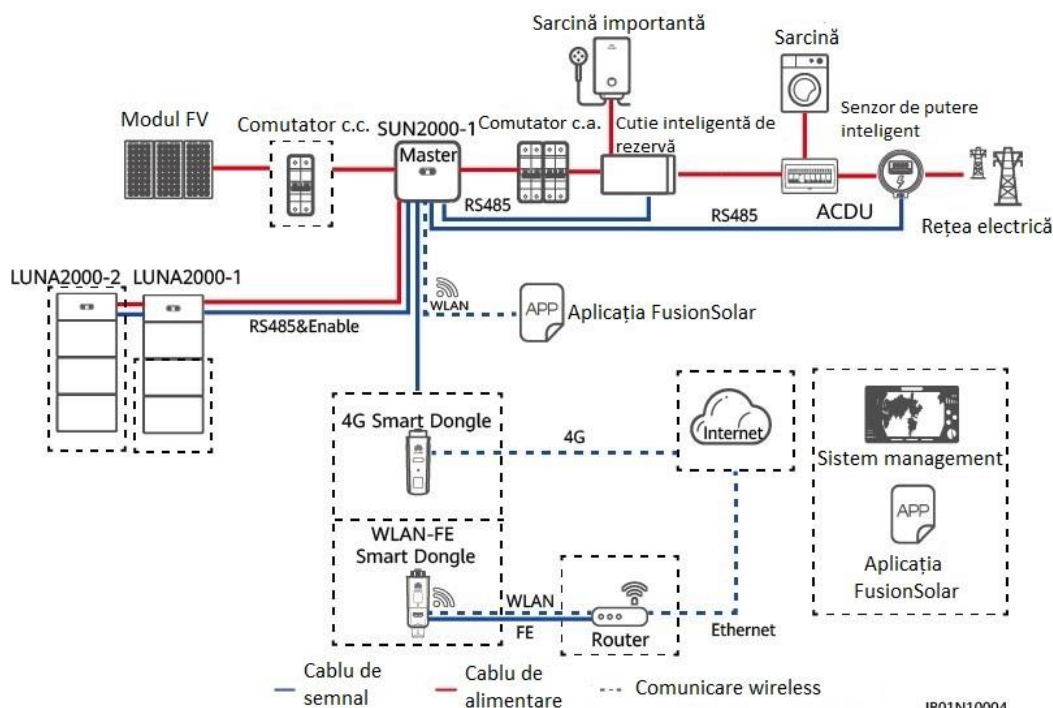 Sarcină importantă
Sarcină
Modul FV
Comutator c.c.
SUN2000-1
Master
Comutator c.a.
Cutie inteligentă de
rezervă
Senzor de putere
inteligent
RS485
RS485
ACDU
Rețea electrică
LUNA2000-2
LUNA2000-1
RS485&Enable
WLAN
APP
Aplicația FusionSolar
4G Smart Dongle
4G
Internet
Sistem management
APP
Aplicația
FusionSolar
WLAN-FE
Smart Dongle
WLAN
FE
Router
Ethernet
Cablu de
semnal
Cablu de
alimentare
Comunicare wireless